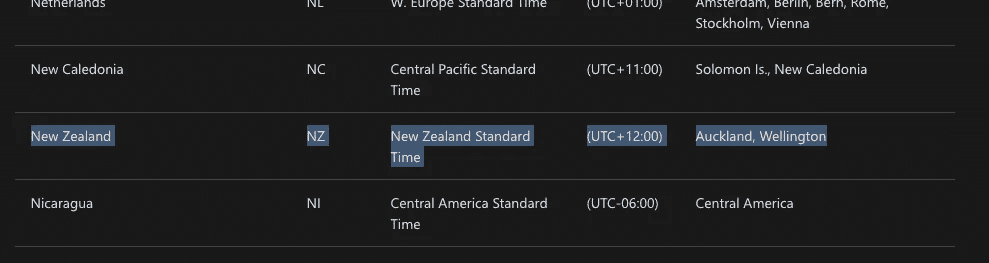 Netherlands NL W. Europe Standard Time (UTC+01:00) Amsterdam, Berlin, Bern, Rome,
Stockholm, Vienna
New Caledonia NC Central Pacific Standard (UTC+11:00) Solomon Is., New Caledonia
Time
New Zealand NZ New Zealand Standard (UTC+12:00) Auckland, Wellington
Time
Nicaragua NI Central America Standard (UTC-06:00) Central America
Time